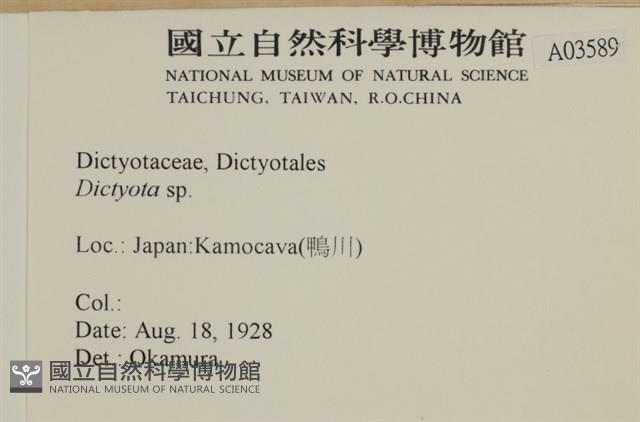 國立自然科學博物館
A03589
NATIONAL MUSEUM OF NATURAL SCIENCE
TAICHUNG, TAIWAN, R.O.CHINA
Dictyotaceae, Dictyotales
Dictyota sp.
Loc.: Japan:Kamocava(鴨川)
Col.:
Date: Aug. 18, 1928
Det.: Okamura
國立自然科學博物館
NATIONAL MUSEUM OF NATURAL SCIENCE